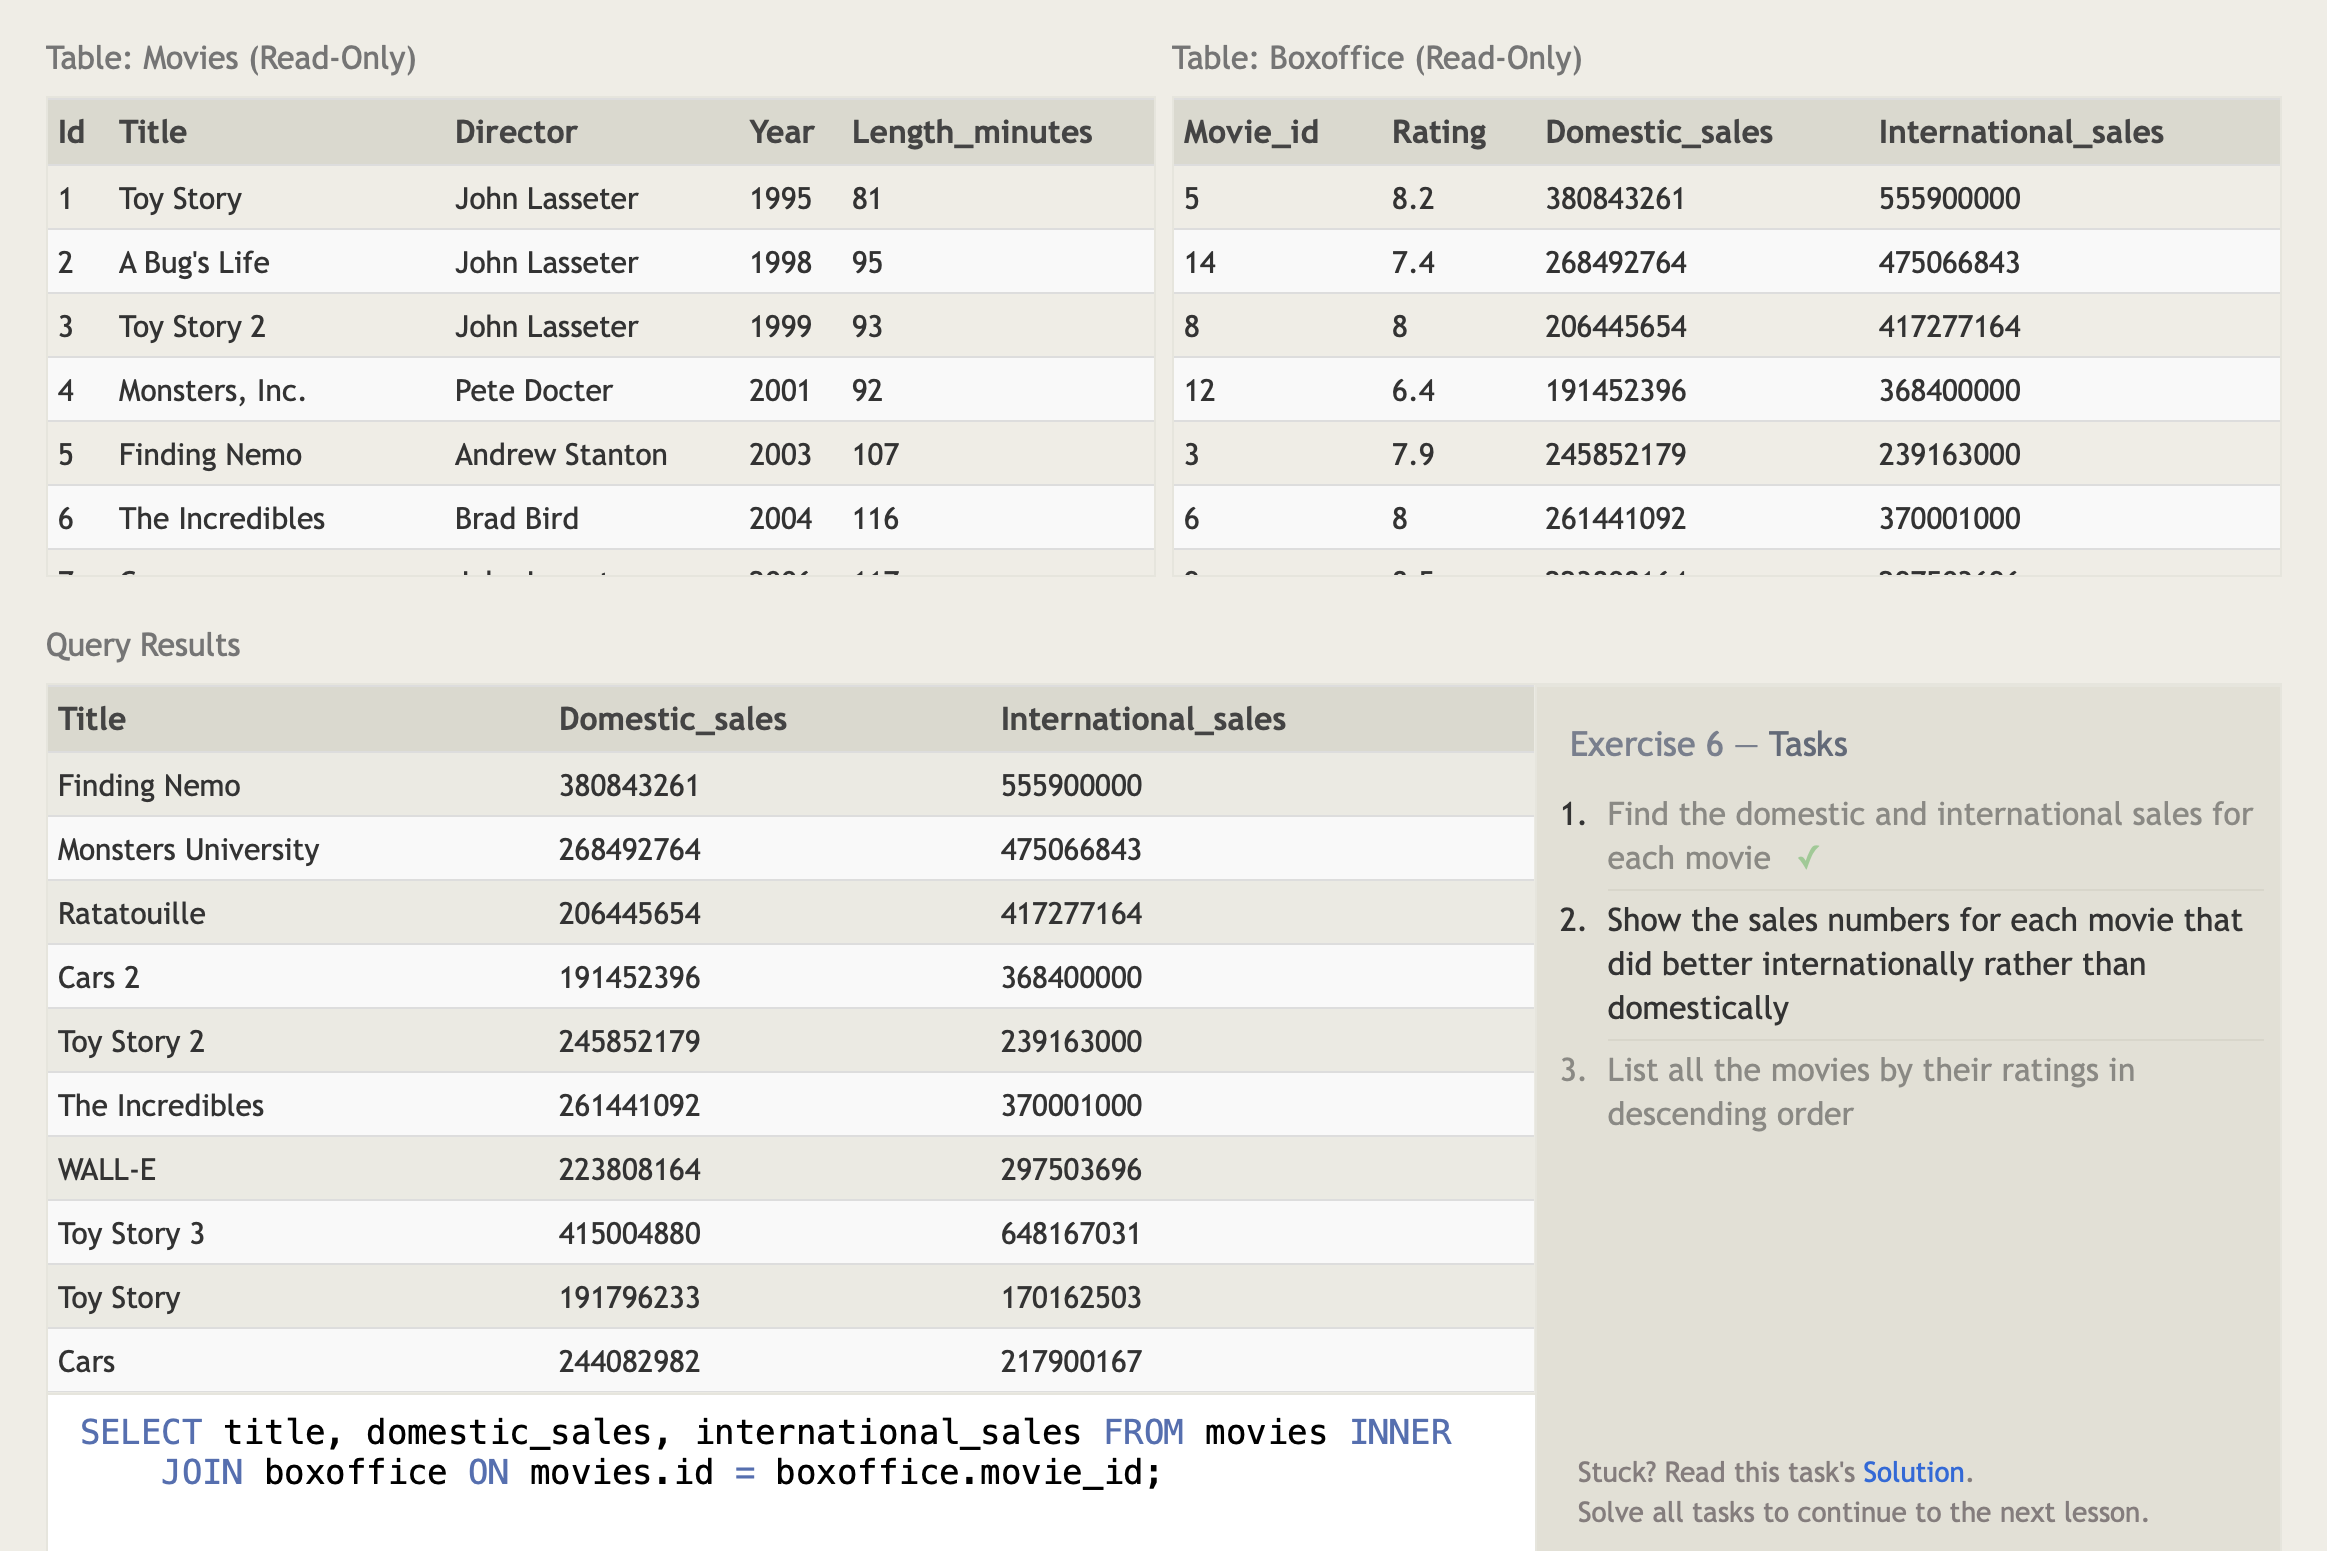 Table: Movies (Read-Only)
Id Title Director Year Length_minutes
1 Toy Story John Lasseter 1995 81
2 A Bug's Life John Lasseter 1998 95
3 Toy Story 2 John Lasseter 1999 93
4 Monsters, Inc. Pete Docter 2001 92
5 Finding Nemo Andrew Stanton 2003 107
6 The Incredibles Brad Bird 2004 116
Table: Boxoffice (Read-Only)
Movie_id Rating Domestic_sales International_sales
5 8.2 380843261 555900000
14 7.4 268492764 475066843
8 8 206445654 417277164
12 6.4 191452396 368400000
3 7.9 245852179 239163000
6 8 261441092 370001000
Query Results
Title Domestic_sales International_sales
Finding Nemo 380843261 555900000
Monsters University 268492764 475066843
Ratatouille 206445654 417277164
Cars 2 191452396 368400000
Toy Story 2 245852179 239163000
The Incredibles 261441092 370001000
WALL-E 223808164 297503696
Toy Story 3 415004880 648167031
Toy Story 191796233 170162503
Cars 244082982 217900167
SELECT title, domestic_sales, international_sales FROM movies INNER
JOIN boxoffice ON movies.id = boxoffice.movie_id;
Exercise 6 — Tasks
1. Find the domestic and international sales for
each movie ✓
2. Show the sales numbers for each movie that
did better internationally rather than
domestically
3. List all the movies by their ratings in
descending order
Stuck? Read this task's Solution.
Solve all tasks to continue to the next lesson.